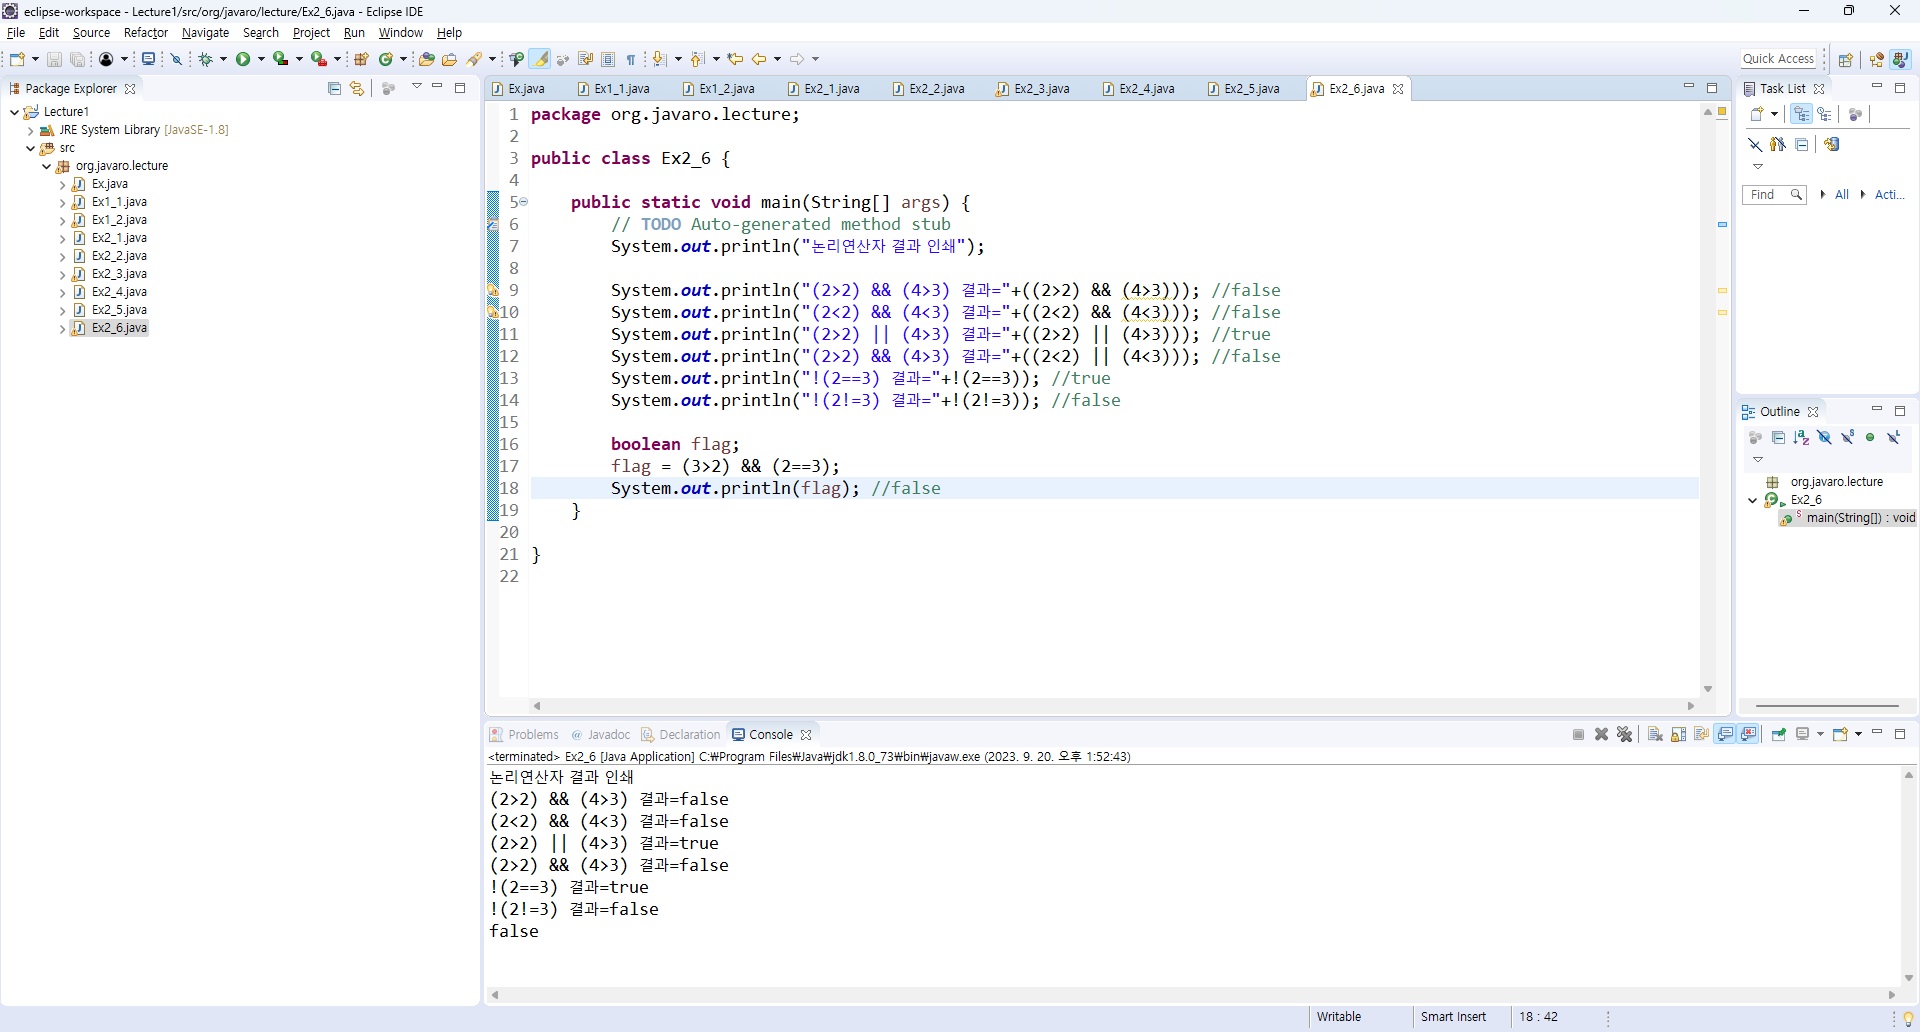 eclipse-workspace - Lecture1/src/org/javaro/lecture/Ex2_6.java - Eclipse IDE
File Edit Source Refactor Navigate Search Project Run Window Help
Quick Access
Package Explorer
Lecture1
JRE System Library [JavaSE-1.8]
src
org.javaro.lecture
Ex.java
Ex1_1.java
Ex1_2.java
Ex2_1.java
Ex2_2.java
Ex2_3.java
Ex2_4.java
Ex2_5.java
Ex2_6.java
Ex.java Ex1_1.java Ex1_2.java Ex2_1.java Ex2_2.java Ex2_3.java Ex2_4.java Ex2_5.java Ex2_6.java
1 package org.javaro.lecture;
2
3 public class Ex2_6 {
4
5 public static void main(String[] args) {
6 // TODO Auto-generated method stub
7 System.out.println("논리연산자 결과 인쇄");
8
9 System.out.println("(2>2) && (4>3) 결과="+((2>2) && (4>3))); //false
10 System.out.println("(2<2) && (4<3) 결과="+((2<2) && (4<3))); //false
11 System.out.println("(2>2) || (4>3) 결과="+((2>2) || (4>3))); //true
12 System.out.println("(2>2) && (4>3) 결과="+((2<2) || (4<3))); //false
13 System.out.println("!(2==3) 결과="+!(2==3)); //true
14 System.out.println("!(2!=3) 결과="+!(2!=3)); //false
15
16 boolean flag;
17 flag = (3>2) && (2==3);
18 System.out.println(flag); //false
19 }
20
21 }
22
Task List
Find All Acti...
Outline
org.javaro.lecture
Ex2_6
main(String[]) : void
Problems @ Javadoc Declaration Console
<terminated> Ex2_6 [Java Application] C:₩Program Files₩Java₩jdk1.8.0_73₩bin₩javaw.exe (2023. 9. 20. 오후 1:52:43)
논리연산자 결과 인쇄
(2>2) && (4>3) 결과=false
(2<2) && (4<3) 결과=false
(2>2) || (4>3) 결과=true
(2>2) && (4>3) 결과=false
!(2==3) 결과=true
!(2!=3) 결과=false
false
Writable Smart Insert 18 : 42